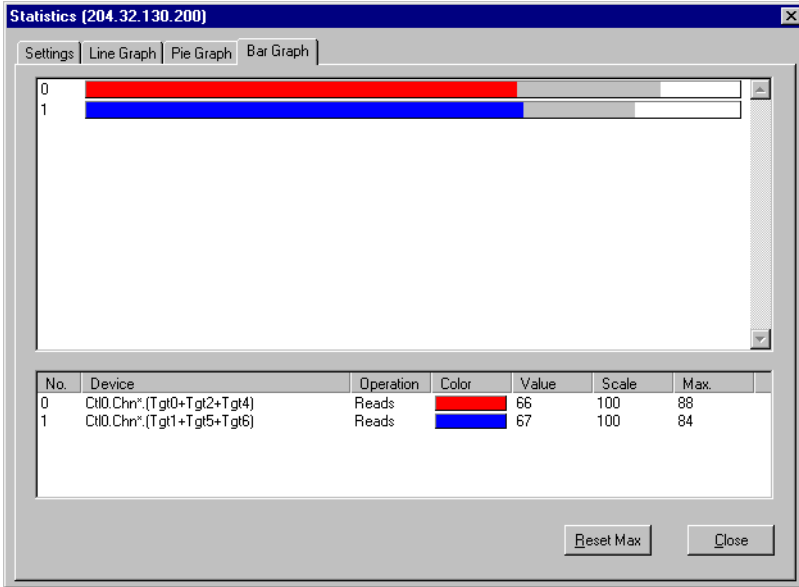 Statistics (204.32.130.200)
Settings Line Graph Pie Graph Bar Graph
0
1
No. Device Operation Color Value Scale Max.
0 Ctl0.Chn*.(Tgt0+Tgt2+Tgt4) Reads 66 100 88
1 Ctl0.Chn*.(Tgt1+Tgt5+Tgt6) Reads 67 100 84
Reset Max Close